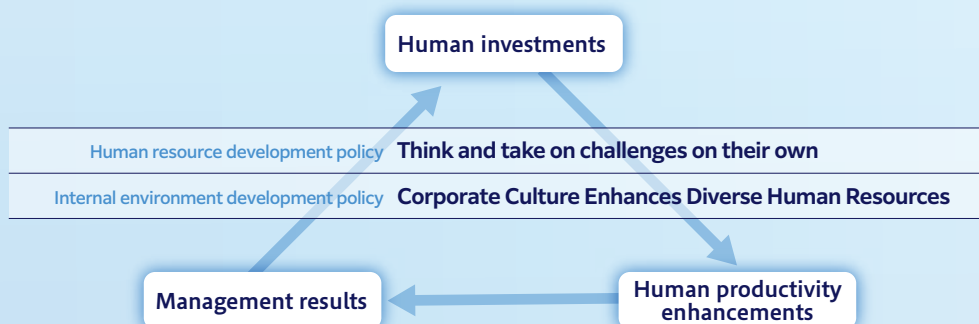 Human investments
Human resource development policy Think and take on challenges on their own
Internal environment development policy Corporate Culture Enhances Diverse Human Resources
Management results
Human productivity
enhancements